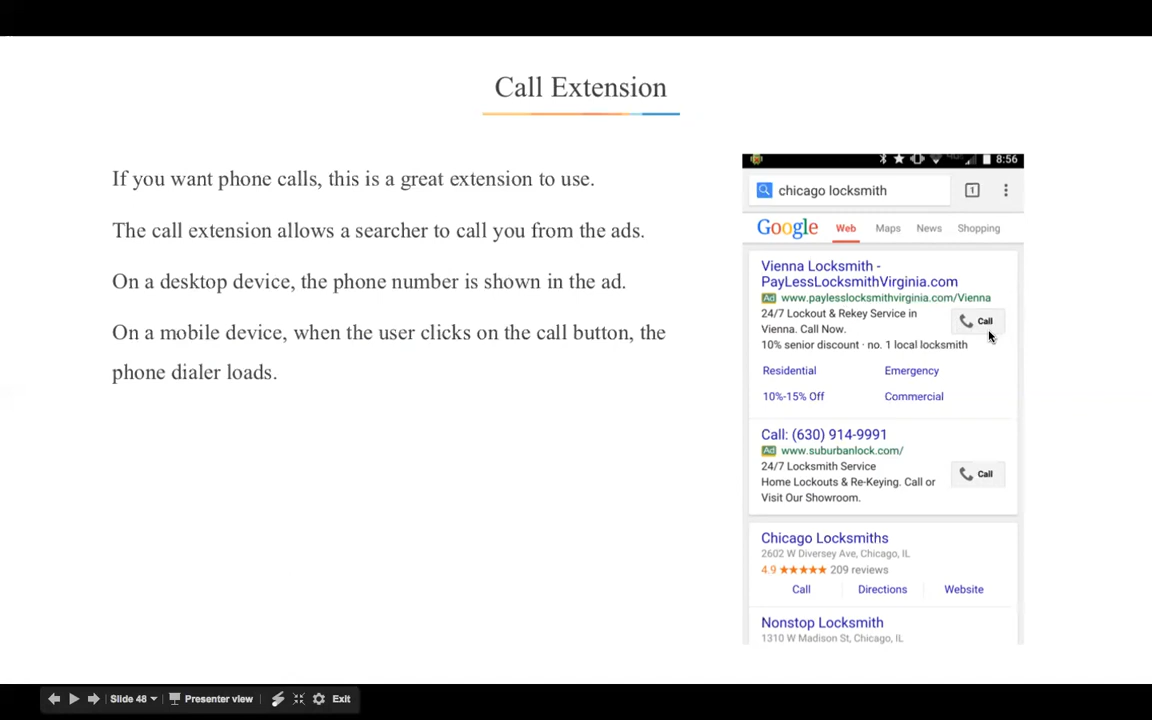 Call Extension
If you want phone calls, this is a great extension to use.
The call extension allows a searcher to call you from the ads.
On a desktop device, the phone number is shown in the ad.
On a mobile device, when the user clicks on the call button, the
phone dialer loads.
8:56
chicago locksmith
1
Google Web Maps News Shopping
Vienna Locksmith -
PayLessLocksmithVirginia.com
Ad www.paylesslocksmithvirginia.com/Vienna
24/7 Lockout & Rekey Service in
Vienna. Call Now.
Call
10% senior discount · no. 1 local locksmith
Residential Emergency
10%-15% Off Commercial
Call: (630) 914-9991
Ad www.suburbanlock.com/
24/7 Locksmith Service
Home Lockouts & Re-Keying. Call or
Visit Our Showroom.
Call
Chicago Locksmiths
2602 W Diversey Ave, Chicago, IL
4.9 ★★★★★ 209 reviews
Call Directions Website
Nonstop Locksmith
1310 W Madison St, Chicago, IL
Slide 48 Presenter view Exit